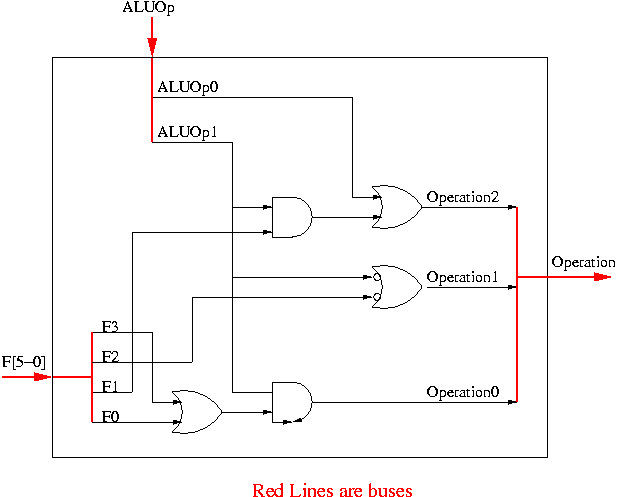 ALUOp
ALUOp0
ALUOp1
Operation2
Operation
Operation1
F3
F[5-0]
F2
F1
Operation0
F0
Red Lines are buses